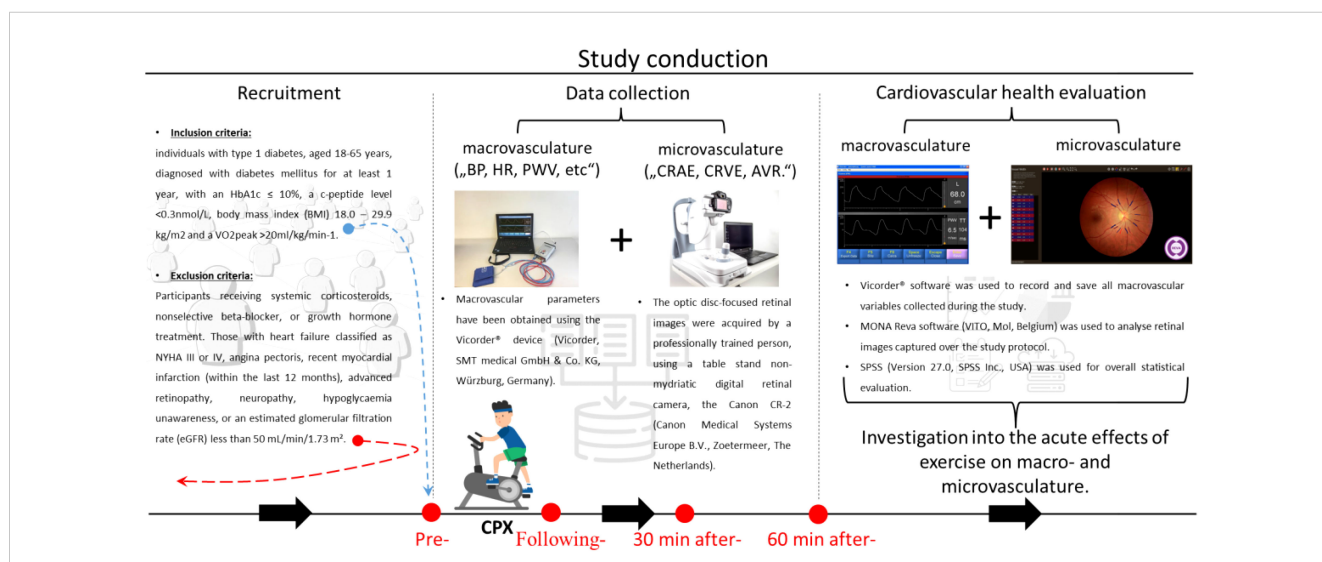 Study conduction
Recruitment
• Inclusion criteria:
individuals with type 1 diabetes, aged 18-65 years,
diagnosed with diabetes mellitus for at least 1
year, with an HbA1c ≤ 10%, a c-peptide level
<0.3nmol/L, body mass index (BMI) 18.0 – 29.9
kg/m2 and a VO2peak >20ml/kg/min-1.
• Exclusion criteria:
Participants receiving systemic corticosteroids,
nonselective beta-blocker, or growth hormone
treatment. Those with heart failure classified as
NYHA III or IV, angina pectoris, recent myocardial
infarction (within the last 12 months), advanced
retinopathy, neuropathy, hypoglycaemia
unawareness, or an estimated glomerular filtration
rate (eGFR) less than 50 mL/min/1.73 m².
Data collection
macrovasculature
(„BP, HR, PWV, etc“)
+
microvasculature
(„CRAE, CRVE, AVR.“)
• Macrovascular parameters
have been obtained using the
Vicorder® device (Vicorder,
SMT medical GmbH & Co. KG,
Würzburg, Germany).
• The optic disc-focused retinal
images were acquired by a
professionally trained person,
using a table stand non-
mydriatic digital retinal
camera, the Canon CR-2
(Canon Medical Systems
Europe B.V., Zoetermeer, The
Netherlands).
Cardiovascular health evaluation
macrovasculature
L
68.0
cm
PWV TT
6.5 104
+
microvasculature
• Vicorder® software was used to record and save all macrovascular
variables collected during the study.
• MONA Reva software (VITO, Mol, Belgium) was used to analyse retinal
images captured over the study protocol.
• SPSS (Version 27.0, SPSS Inc., USA) was used for overall statistical
evaluation.
Investigation into the acute effects of
exercise on macro- and
microvasculature.
CPX
Pre-
Following-
30 min after-
60 min after-